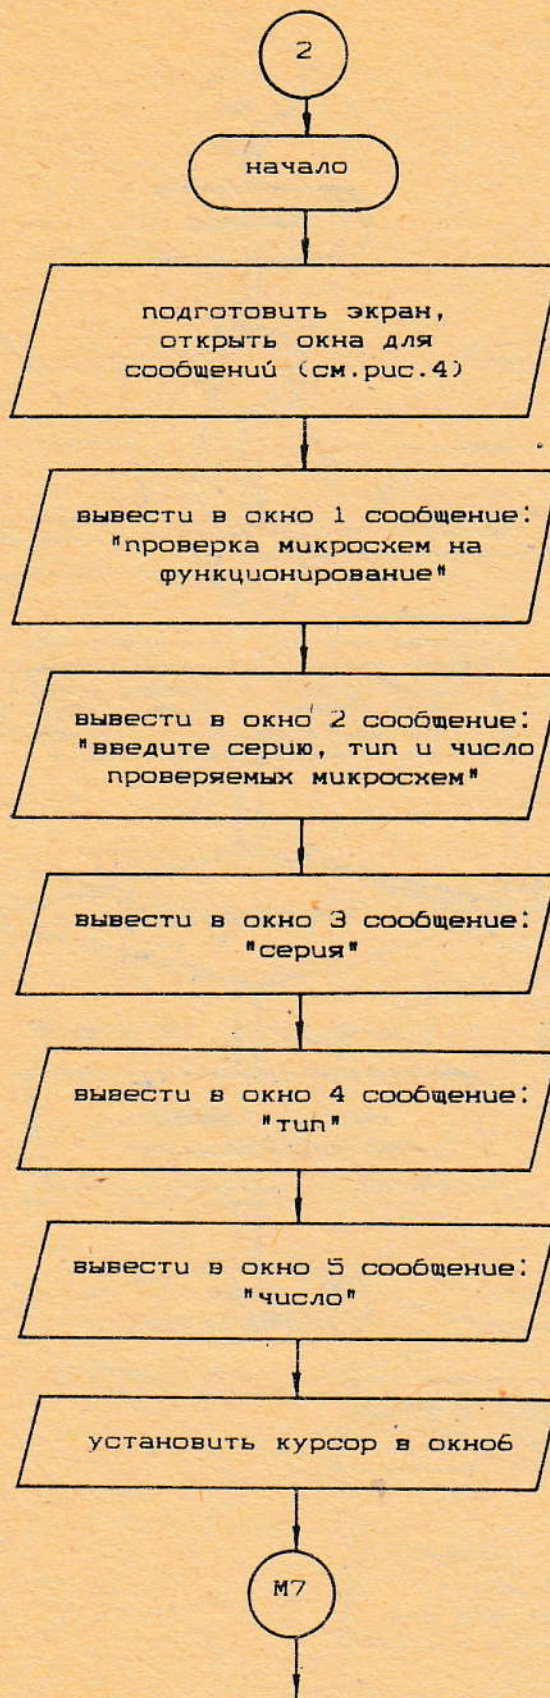 2
начало
подготовить экран,
открыть окна для
сообщений (см.рис.4)
вывести в окно 1 сообщение:
"проверка микросхем на
функционирование"
вывести в окно 2 сообщение:
"введите серию, тип и число
проверяемых микросхем"
вывести в окно 3 сообщение:
"серия"
вывести в окно 4 сообщение:
"тип"
вывести в окно 5 сообщение:
"число"
установить курсор в окно6
М7